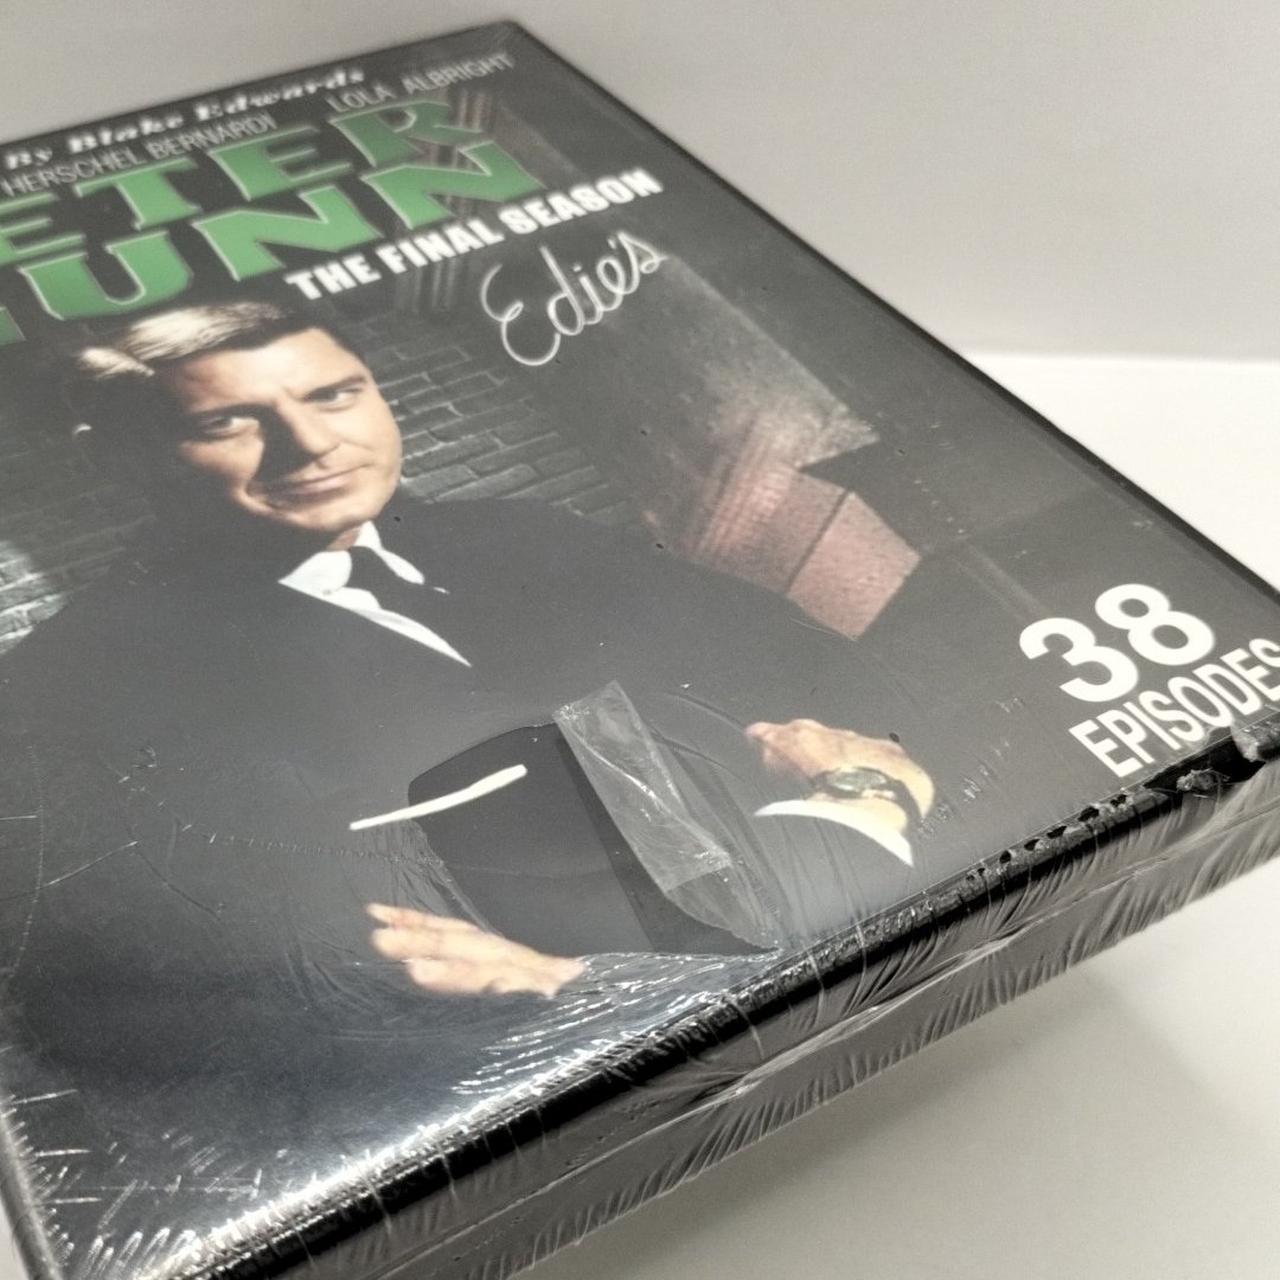 By Blake Edwards
HERSCHEL BERNARDI LOLA ALBRIGHT
ETER
UNN
THE FINAL SEASON
Edie's
38
EPISODES